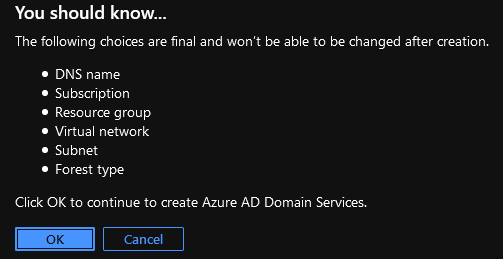 You should know...
The following choices are final and won't be able to be changed after creation.
• DNS name
• Subscription
• Resource group
• Virtual network
• Subnet
• Forest type
Click OK to continue to create Azure AD Domain Services.
OK Cancel